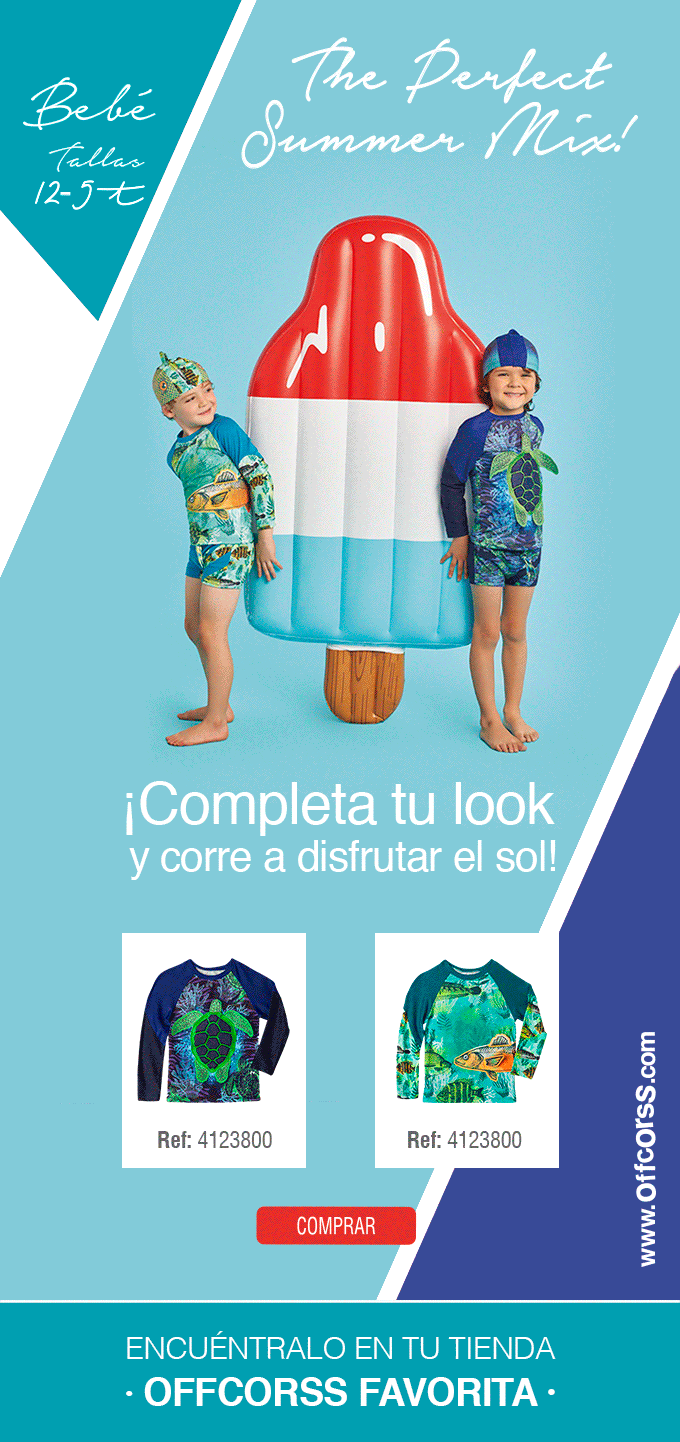 Bebé
Tallas
12-5t
The Perfect
Summer Mix!
¡Completa tu look
y corre a disfrutar el sol!
Ref: 4123800
Ref: 4123800
COMPRAR
www.offcorss.com
ENCUÉNTRALO EN TU TIENDA
· OFFCORSS FAVORITA ·